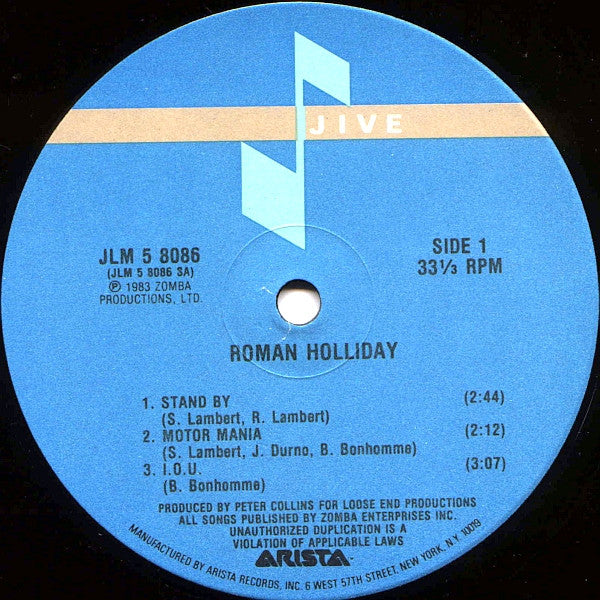 JIVE
JLM 5 8086
(JLM 5 8086 SA)
℗ 1983 ZOMBA
PRODUCTIONS, LTD.
SIDE 1
33 1/3 RPM
ROMAN HOLLIDAY
1. STAND BY (2:44)
(S. Lambert, R. Lambert)
2. MOTOR MANIA (2:12)
(S. Lambert, J. Durno, B. Bonhomme)
3. I.O.U. (3:07)
(B. Bonhomme)
PRODUCED BY PETER COLLINS FOR LOOSE END PRODUCTIONS
ALL SONGS PUBLISHED BY ZOMBA ENTERPRISES INC.
UNAUTHORIZED DUPLICATION IS A
VIOLATION OF APPLICABLE LAWS
ARISTA
MANUFACTURED BY ARISTA RECORDS, INC. 6 WEST 57TH STREET, NEW YORK, N.Y. 10019